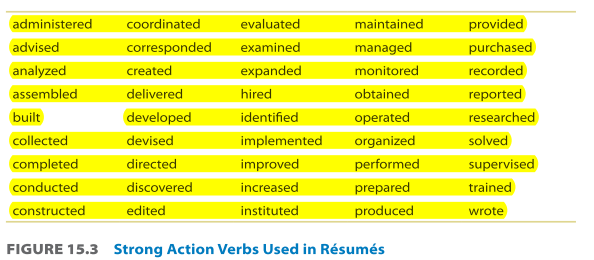 administered coordinated evaluated maintained provided
advised corresponded examined managed purchased
analyzed created expanded monitored recorded
assembled delivered hired obtained reported
built developed identified operated researched
collected devised implemented organized solved
completed directed improved performed supervised
conducted discovered increased prepared trained
constructed edited instituted produced wrote
FIGURE 15.3 Strong Action Verbs Used in Résumés